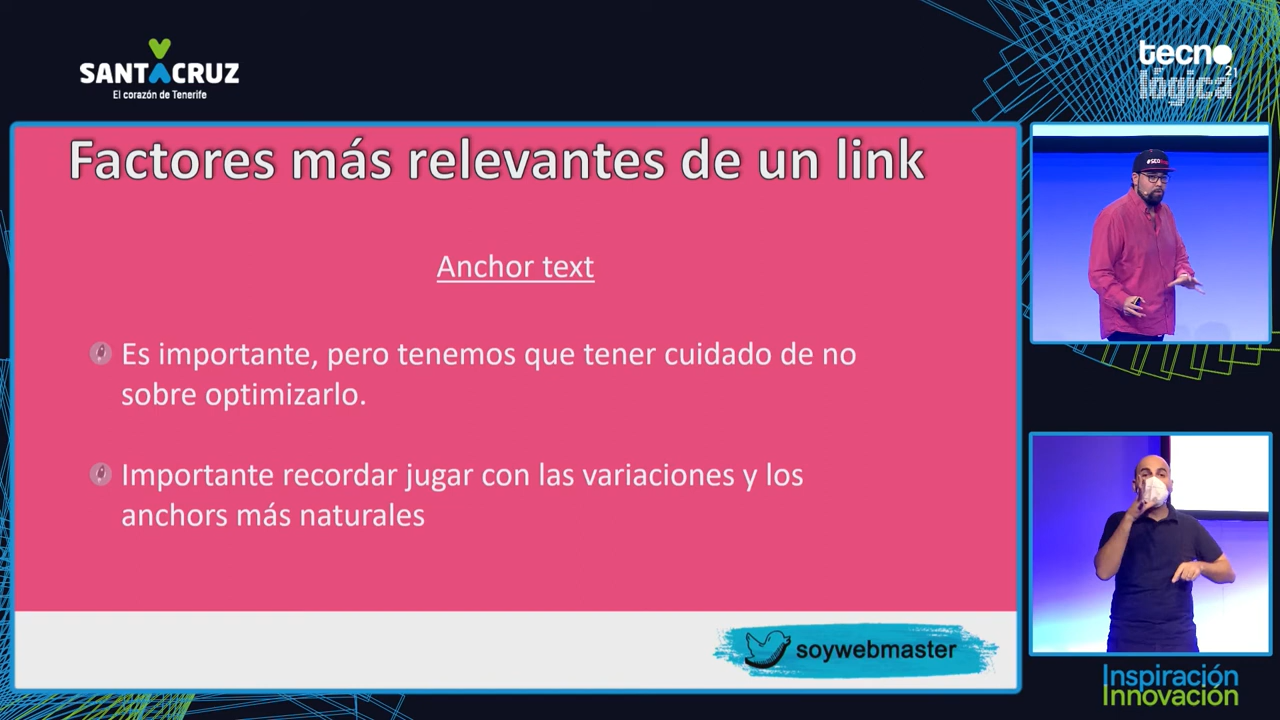 SANTACRUZ
El corazón de Tenerife
tecno
lógica
21
Factores más relevantes de un link
Anchor text
Es importante, pero tenemos que tener cuidado de no
sobre optimizarlo.
Importante recordar jugar con las variaciones y los
anchors más naturales
soywebmaster
#SEO
Inspiración
Innovación